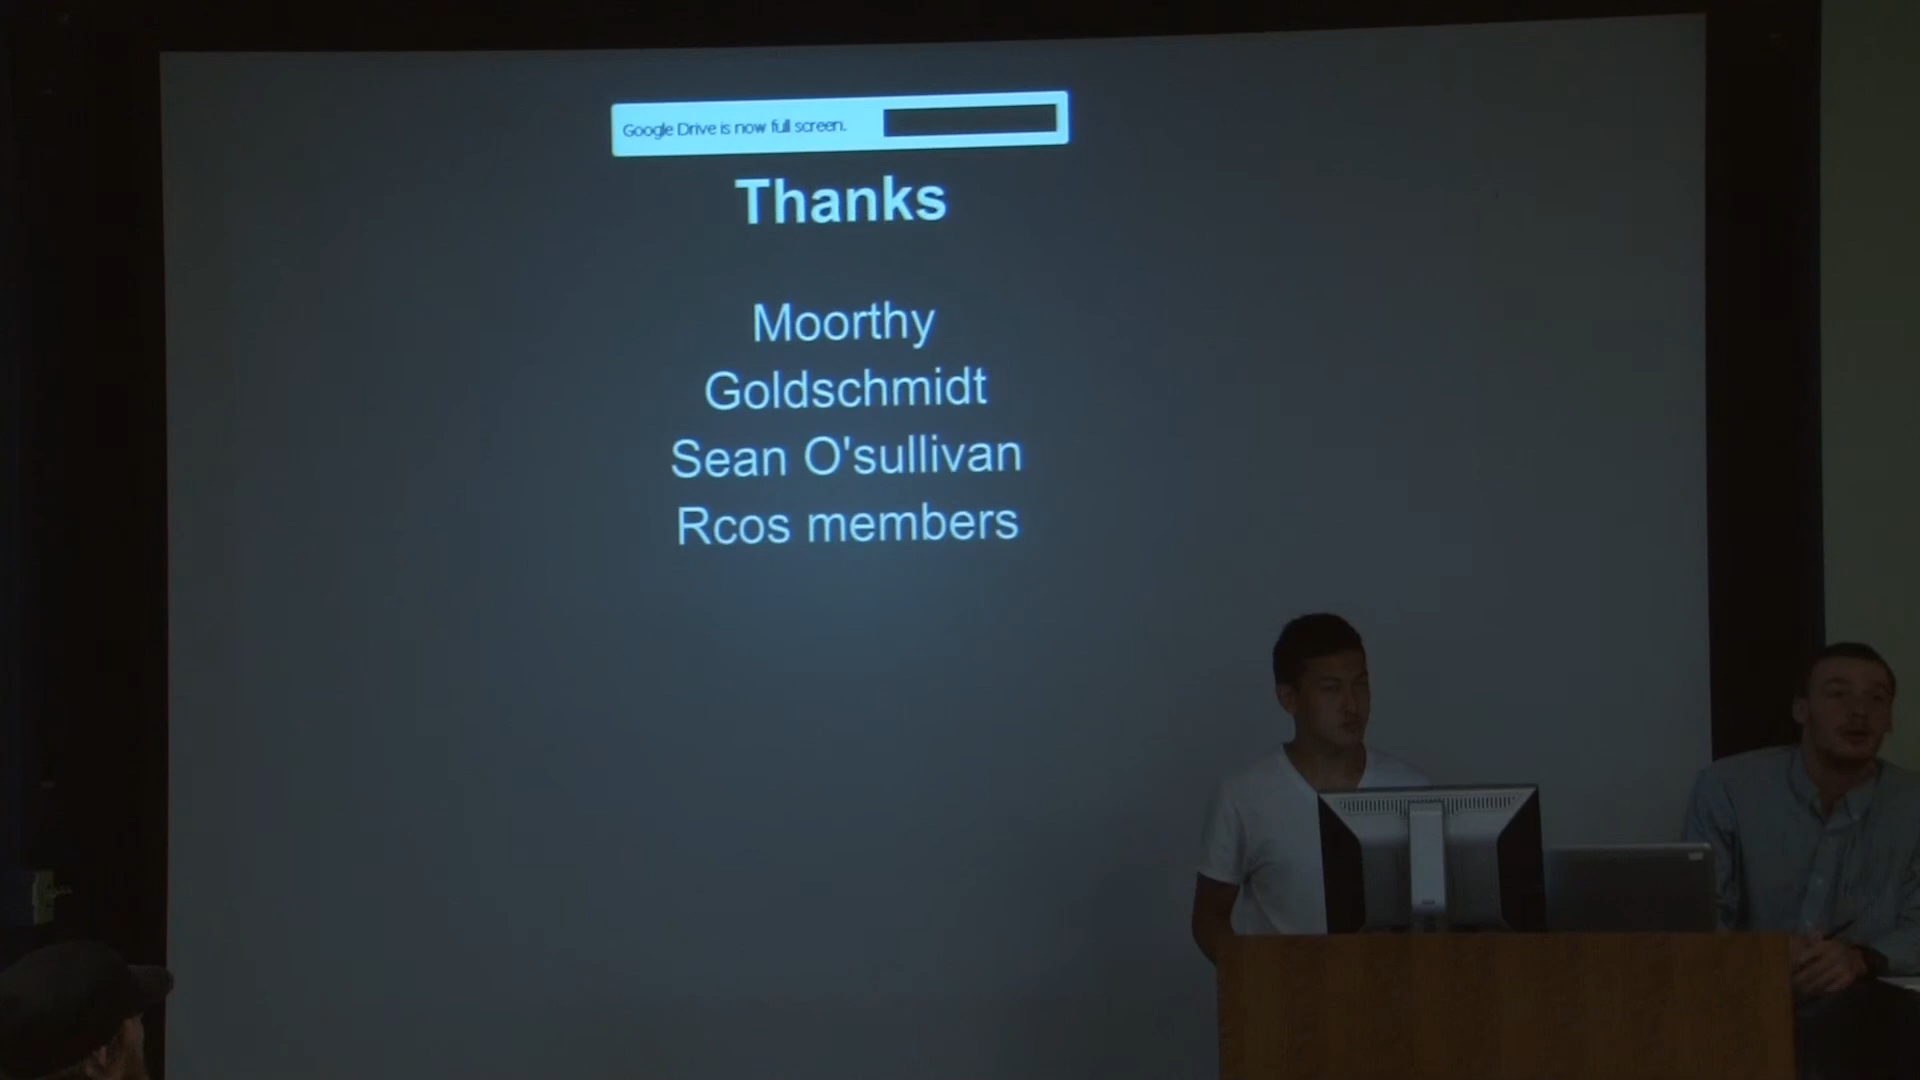 Google Drive is now full screen.
Thanks
Moorthy
Goldschmidt
Sean O'sullivan
Rcos members